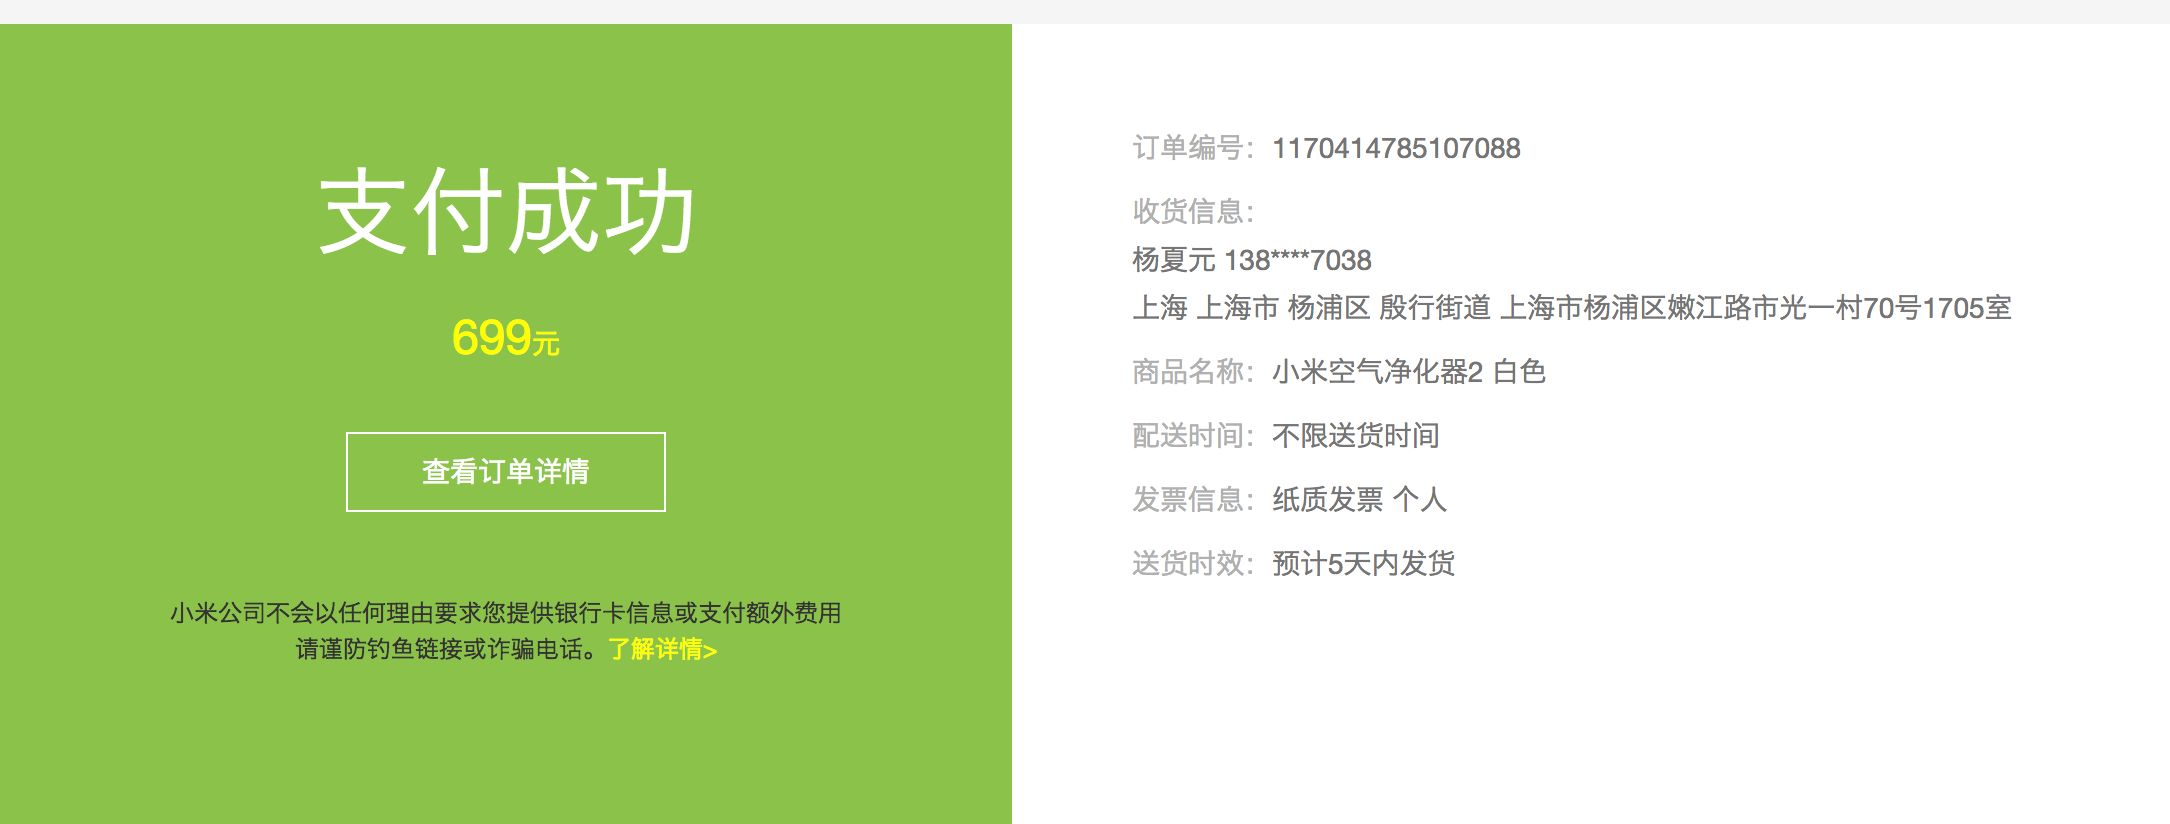 支付成功
699元
查看订单详情
小米公司不会以任何理由要求您提供银行卡信息或支付额外费用
请谨防钓鱼链接或诈骗电话。了解详情>
订单编号：1170414785107088
收货信息：
杨夏元 138****7038
上海 上海市 杨浦区 殷行街道 上海市杨浦区嫩江路市光一村70号1705室
商品名称：小米空气净化器2 白色
配送时间：不限送货时间
发票信息：纸质发票 个人
送货时效：预计5天内发货